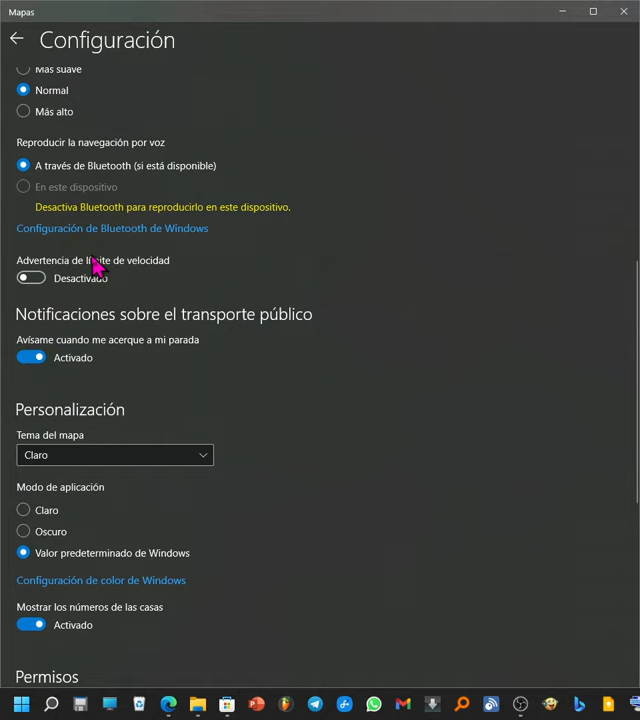 Mapas
Configuración
Más suave
Normal
Más alto
Reproducir la navegación por voz
A través de Bluetooth (si está disponible)
En este dispositivo
Desactiva Bluetooth para reproducirlo en este dispositivo.
Configuración de Bluetooth de Windows
Advertencia de límite de velocidad
Desactivado
Notificaciones sobre el transporte público
Avísame cuando me acerque a mi parada
Activado
Personalización
Tema del mapa
Claro
Modo de aplicación
Claro
Oscuro
Valor predeterminado de Windows
Configuración de color de Windows
Mostrar los números de las casas
Activado
Permisos